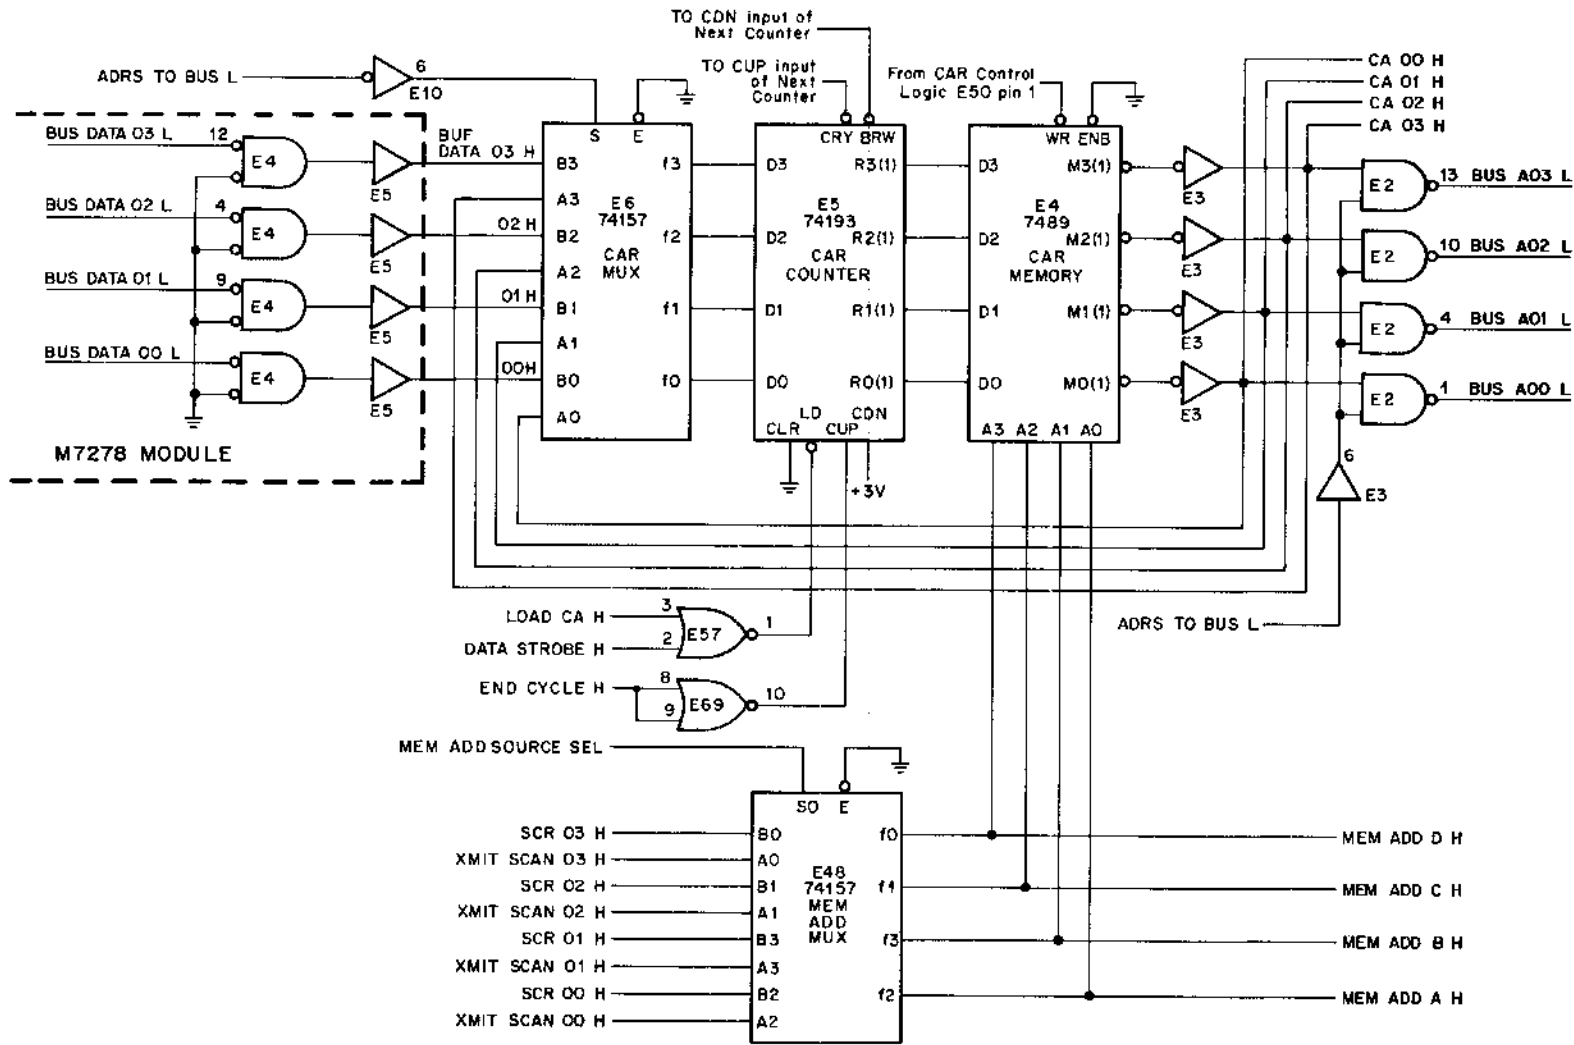 TO CDN input of
Next Counter
TO CUP input
of Next
Counter
From CAR Control
Logic E50 pin 1
ADRS TO BUS L
6
E10
CA 00 H
CA 01 H
CA 02 H
CA 03 H
BUS DATA 03 L
12
E4
E5
BUF
DATA 03 H
BUS DATA 02 L
4
E4
E5
02 H
BUS DATA 01 L
9
E4
E5
01 H
BUS DATA 00 L
E4
E5
00H
M7278 MODULE
S
E
B3
A3
B2
A2
B1
A1
B0
A0
E6
74157
CAR
MUX
f3
f2
f1
f0
CRY BRW
D3
D2
D1
D0
E5
74193
CAR
COUNTER
R3(1)
R2(1)
R1(1)
R0(1)
LD
CDN
CLR
CUP
+3V
WR ENB
D3
D2
D1
D0
E4
7489
CAR
MEMORY
M3(1)
M2(1)
M1(1)
M0(1)
A3 A2 A1 A0
E3
E3
E3
E3
E2
13 BUS A03 L
E2
10 BUS A02 L
E2
4 BUS A01 L
E2
1 BUS A00 L
6
E3
ADRS TO BUS L
LOAD CA H
3
DATA STROBE H
2
E57
1
END CYCLE H
8
9
E69
10
MEM ADD SOURCE SEL
S0 E
SCR 03 H
XMIT SCAN 03 H
SCR 02 H
XMIT SCAN 02 H
SCR 01 H
XMIT SCAN 01 H
SCR 00 H
XMIT SCAN 00 H
B0
A0
B1
A1
B3
A3
B2
A2
E48
74157
MEM
ADD
MUX
f0
f1
f3
f2
MEM ADD D H
MEM ADD C H
MEM ADD B H
MEM ADD A H